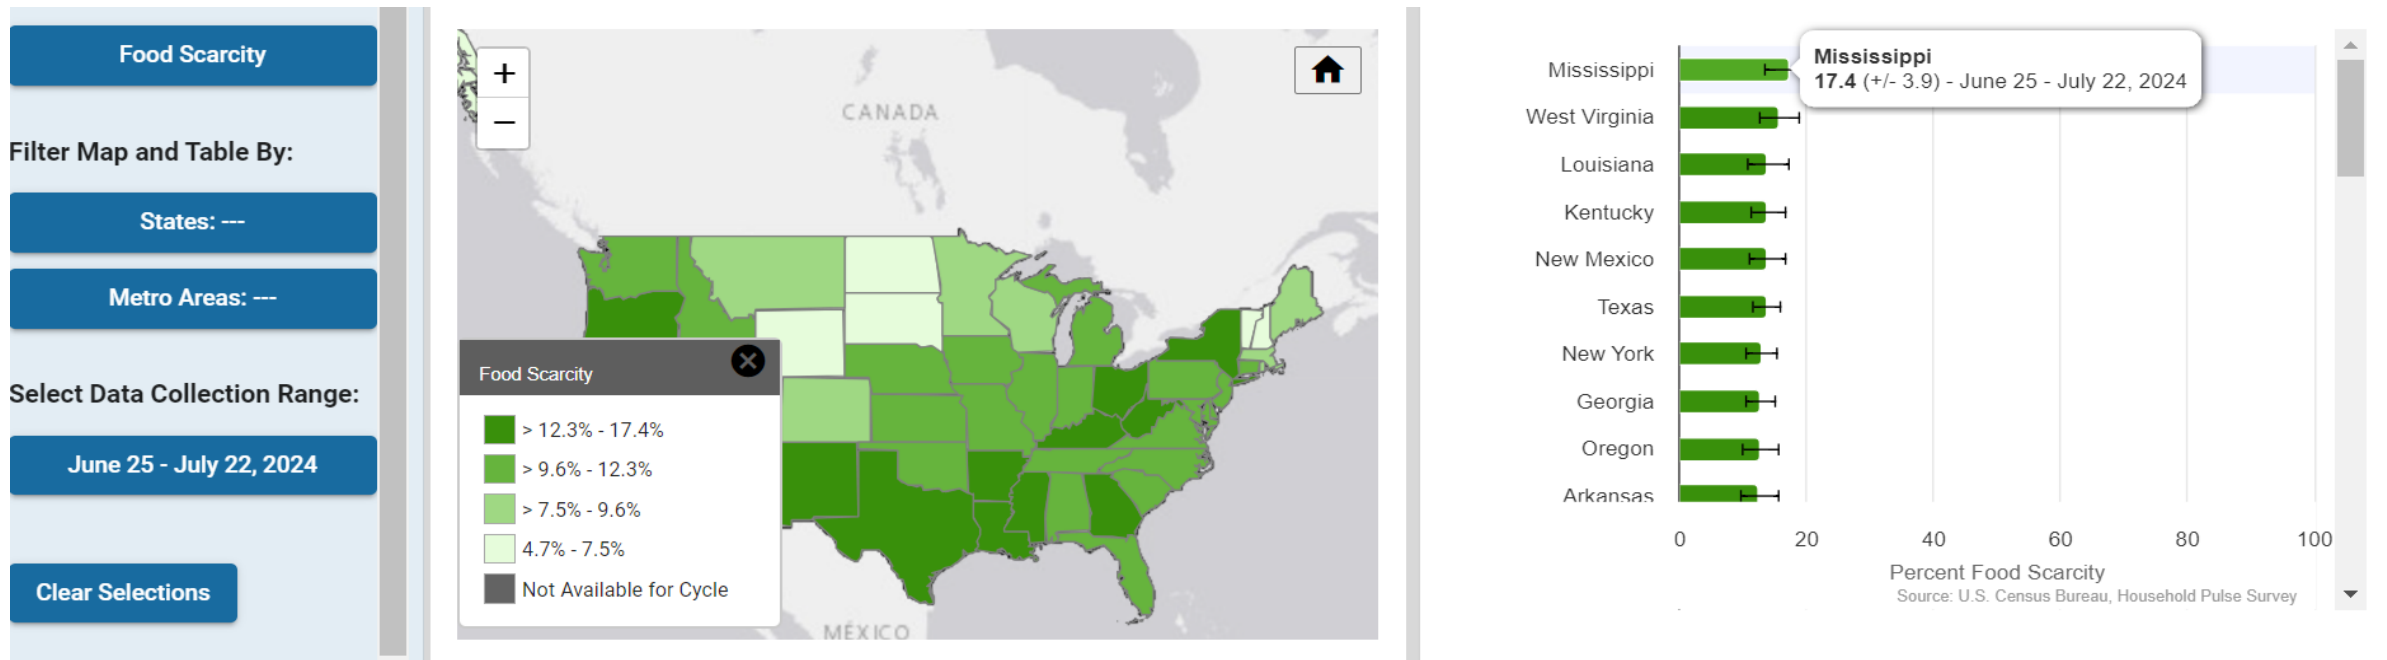 Food Scarcity
Filter Map and Table By:
States: ---
Metro Areas: ---
Select Data Collection Range:
June 25 - July 22, 2024
Clear Selections
+
−
CANADA
MÉXICO
Food Scarcity
> 12.3% - 17.4%
> 9.6% - 12.3%
> 7.5% - 9.6%
4.7% - 7.5%
Not Available for Cycle
Mississippi
West Virginia
Louisiana
Kentucky
New Mexico
Texas
New York
Georgia
Oregon
Arkansas
Mississippi
17.4 (+/- 3.9) - June 25 - July 22, 2024
0 20 40 60 80 100
Percent Food Scarcity
Source: U.S. Census Bureau, Household Pulse Survey